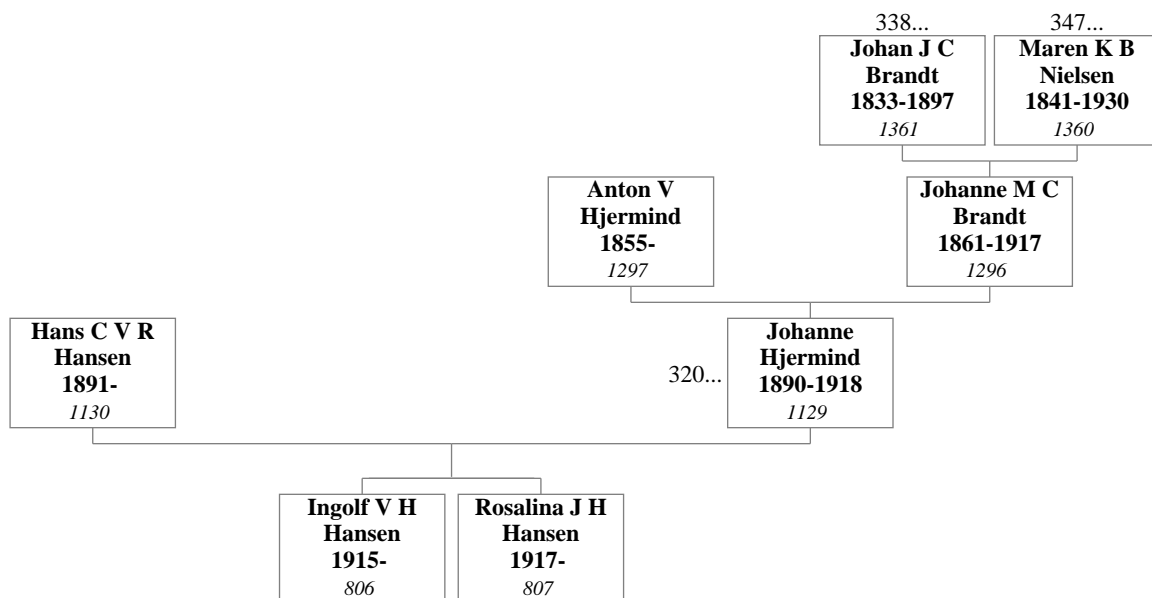 338...
Johan J C
Brandt
1833-1897
1361
347...
Maren K B
Nielsen
1841-1930
1360
Anton V
Hjermind
1855-
1297
Johanne M C
Brandt
1861-1917
1296
Hans C V R
Hansen
1891-
1130
320...
Johanne
Hjermind
1890-1918
1129
Ingolf V H
Hansen
1915-
806
Rosalina J H
Hansen
1917-
807